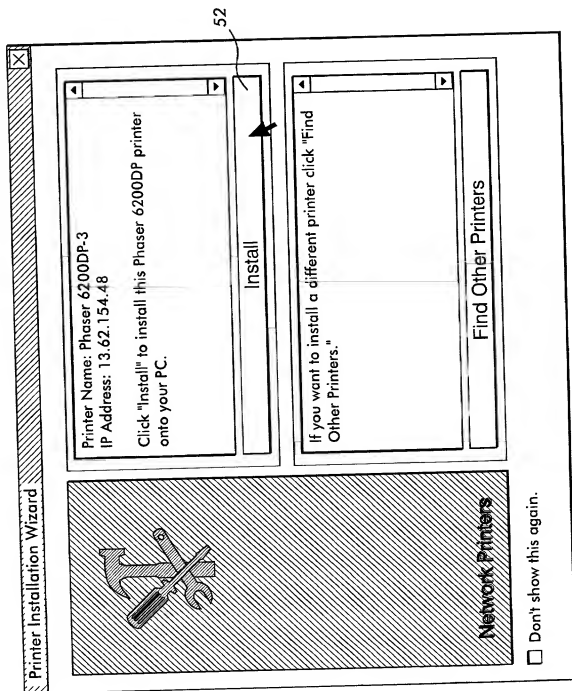 Printer Installation Wizard
Printer Name: Phaser 6200DP-3
IP Address: 13.62.154.48
Click "Install" to install this Phaser 6200DP printer
onto your PC.
Install
52
If you want to install a different printer click "Find
Other Printers."
Find Other Printers
Network Printers
Don't show this again.